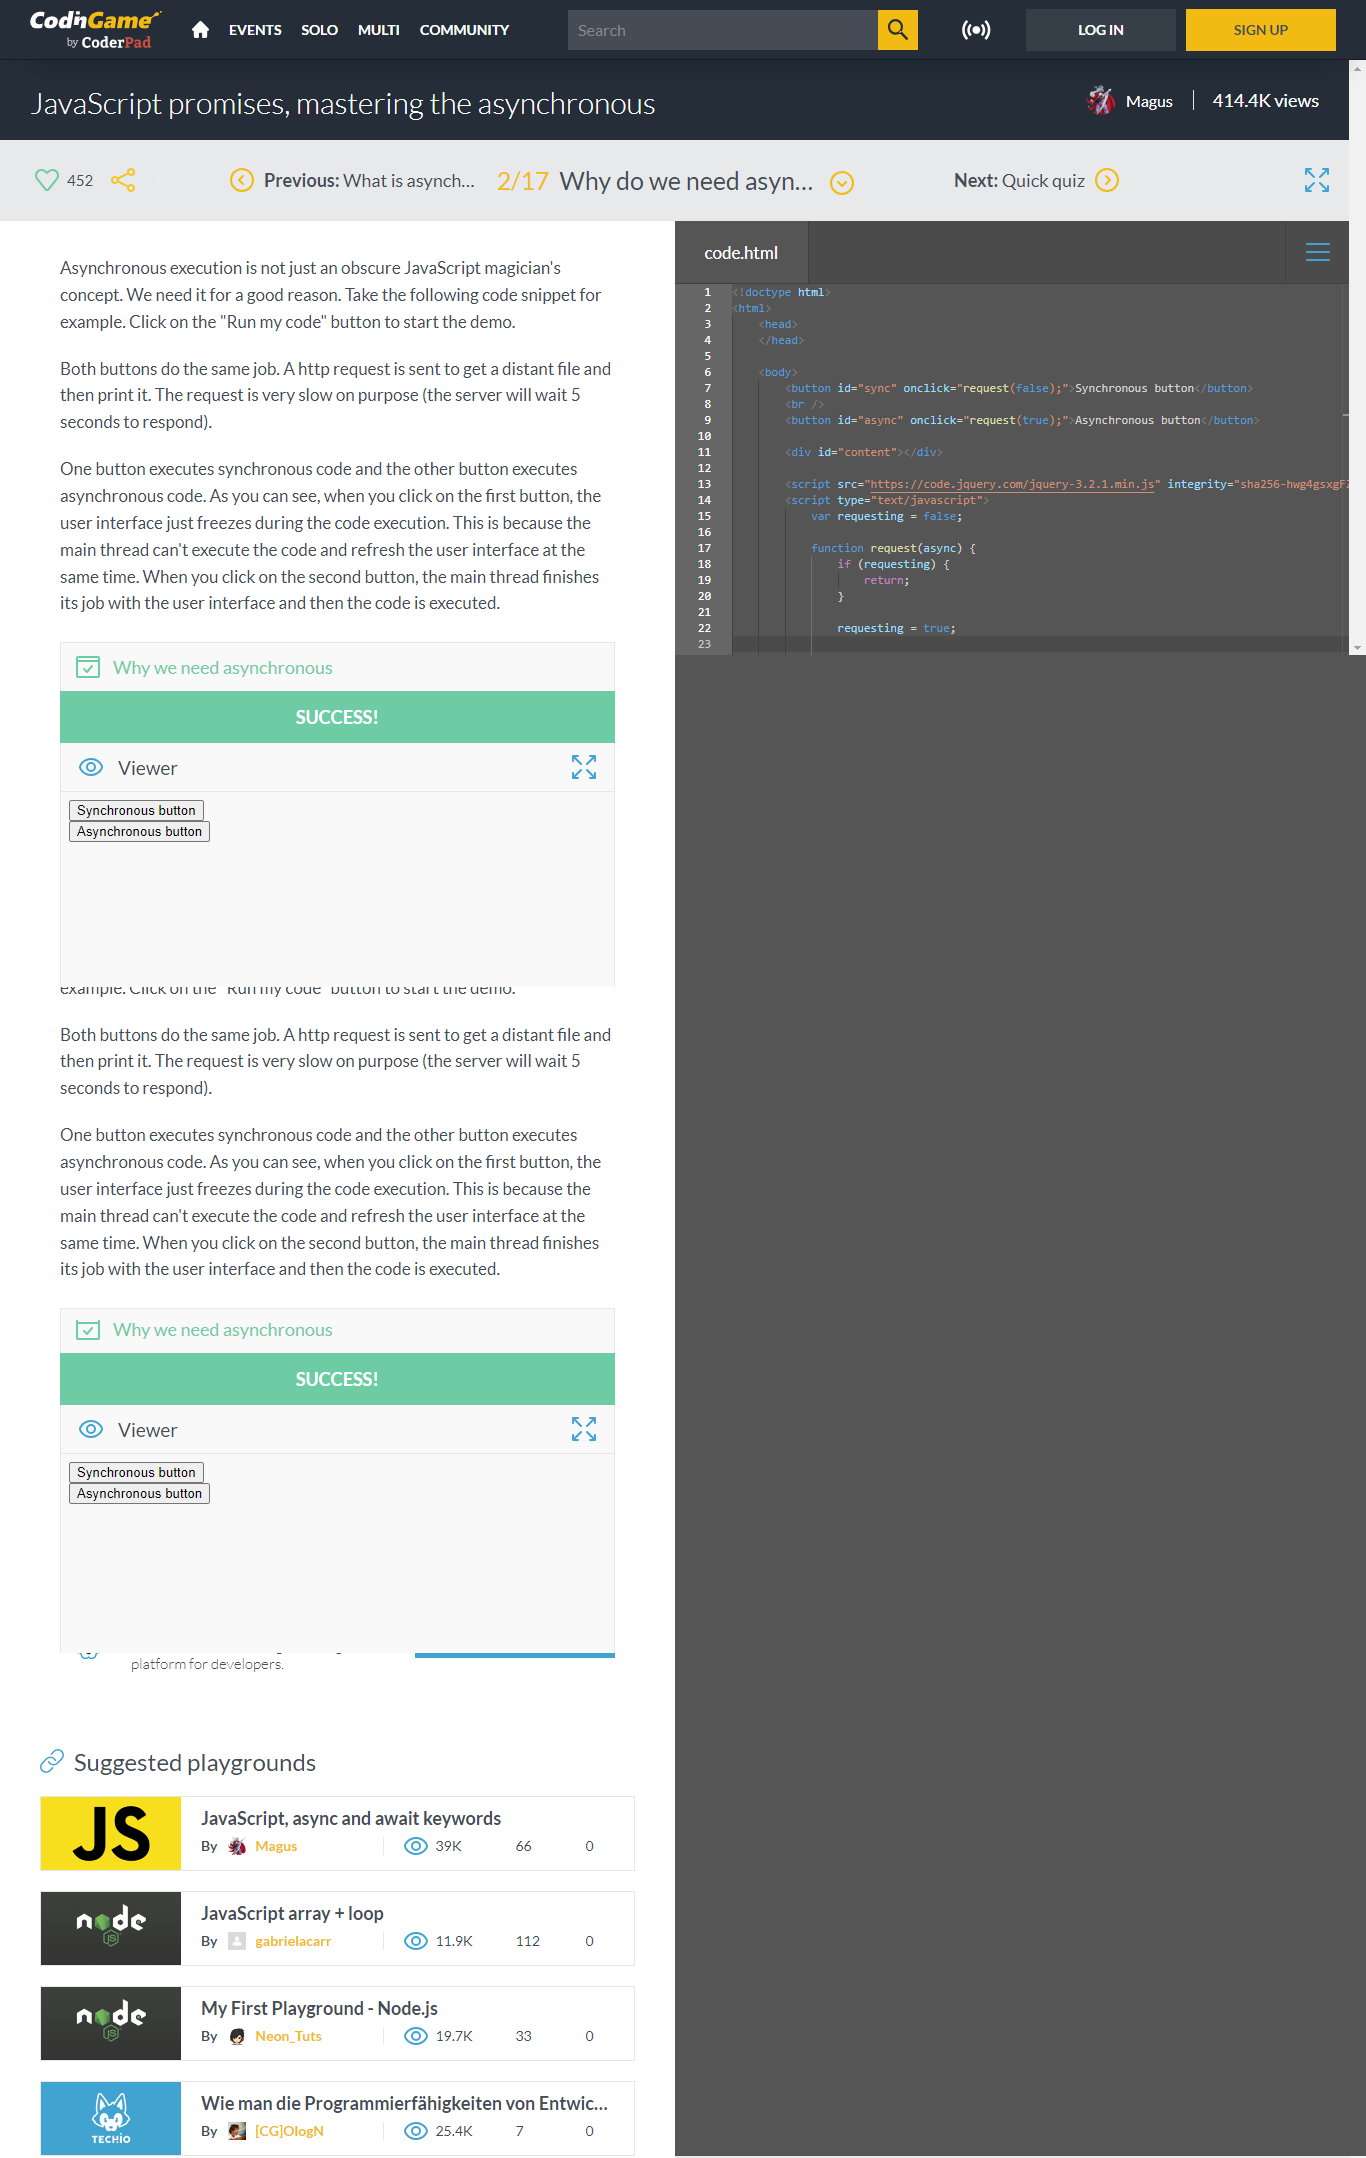 CodinGame
by CoderPad
EVENTS SOLO MULTI COMMUNITY
Search
LOG IN
SIGN UP
JavaScript promises, mastering the asynchronous
Magus
414.4K views
452
Previous: What is asynch...
2/17 Why do we need asyn...
Next: Quick quiz
Asynchronous execution is not just an obscure JavaScript magician's
concept. We need it for a good reason. Take the following code snippet for
example. Click on the "Run my code" button to start the demo.
Both buttons do the same job. A http request is sent to get a distant file and
then print it. The request is very slow on purpose (the server will wait 5
seconds to respond).
One button executes synchronous code and the other button executes
asynchronous code. As you can see, when you click on the first button, the
user interface just freezes during the code execution. This is because the
main thread can't execute the code and refresh the user interface at the
same time. When you click on the second button, the main thread finishes
its job with the user interface and then the code is executed.
Why we need asynchronous
SUCCESS!
Viewer
Synchronous button
Asynchronous button
example. Click on the "Run my code" button to start the demo.
Both buttons do the same job. A http request is sent to get a distant file and
then print it. The request is very slow on purpose (the server will wait 5
seconds to respond).
One button executes synchronous code and the other button executes
asynchronous code. As you can see, when you click on the first button, the
user interface just freezes during the code execution. This is because the
main thread can't execute the code and refresh the user interface at the
same time. When you click on the second button, the main thread finishes
its job with the user interface and then the code is executed.
Why we need asynchronous
SUCCESS!
Viewer
Synchronous button
Asynchronous button
platform for developers.
code.html
1 <!doctype html>
2 <html>
3 <head>
4 </head>
5
6 <body>
7 <button id="sync" onclick="request(false);">Synchronous button</button>
8 <br />
9 <button id="async" onclick="request(true);">Asynchronous button</button>
10
11 <div id="content"></div>
12
13 <script src="https://code.jquery.com/jquery-3.2.1.min.js" integrity="sha256-hwg4gsxgFZ
14 <script type="text/javascript">
15 var requesting = false;
16
17 function request(async) {
18 if (requesting) {
19 return;
20 }
21
22 requesting = true;
23
Suggested playgrounds
JS
JavaScript, async and await keywords
By Magus 39K 66 0
node
JS
JavaScript array + loop
By gabrielacarr 11.9K 112 0
node
JS
My First Playground - Node.js
By Neon_Tuts 19.7K 33 0
TECH.IO
Wie man die Programmierfähigkeiten von Entwic...
By [CG]OlogN 25.4K 7 0